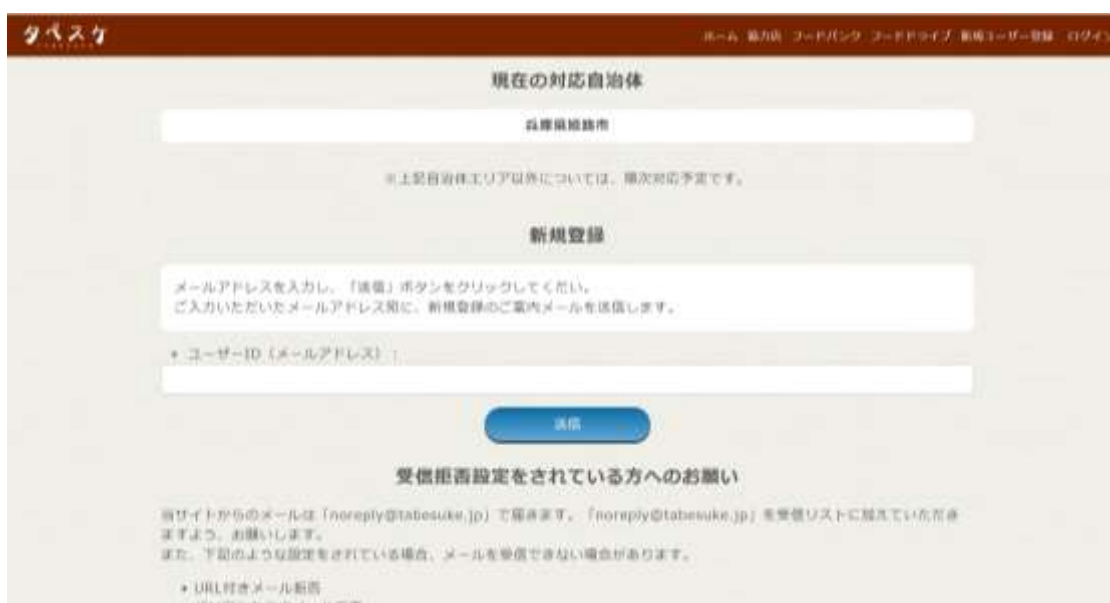 タベスケ
ホーム 協力店 フードバンク フードドライブ 新規ユーザー登録 ログイン
現在の対応自治体
兵庫県姫路市
※上記自治体エリア以外については、順次対応予定です。
新規登録
メールアドレスを入力し、「送信」ボタンをクリックしてくだい。
ご入力いただいたメールアドレス宛に、新規登録のご案内メールを送信します。
ユーザーID（メールアドレス）：
送信
受信拒否設定をされている方へのお願い
当サイトからのメールは「noreply@tabesuke.jp」で届きます。「noreply@tabesuke.jp」を受信リストに加えていただき
ますよう、お願いします。
また、下記のような設定をされている場合、メールを受信できない場合があります。
URL付きメール拒否